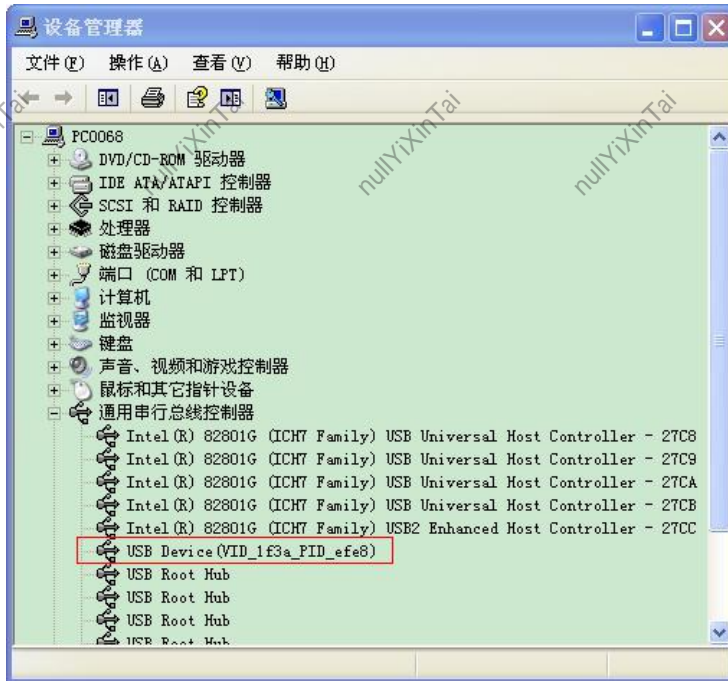 设备管理器
文件(F) 操作(A) 查看(V) 帮助(H)
PC0068
DVD/CD-ROM 驱动器
IDE ATA/ATAPI 控制器
SCSI 和 RAID 控制器
处理器
磁盘驱动器
端口 (COM 和 LPT)
计算机
监视器
键盘
声音、视频和游戏控制器
鼠标和其它指针设备
通用串行总线控制器
Intel(R) 82801G (ICH7 Family) USB Universal Host Controller - 27C8
Intel(R) 82801G (ICH7 Family) USB Universal Host Controller - 27C9
Intel(R) 82801G (ICH7 Family) USB Universal Host Controller - 27CA
Intel(R) 82801G (ICH7 Family) USB Universal Host Controller - 27CB
Intel(R) 82801G (ICH7 Family) USB2 Enhanced Host Controller - 27CC
USB Device(VID_1f3a_PID_efe8)
USB Root Hub
USB Root Hub
USB Root Hub
USB Root Hub
nullYiXinTai
nullYiXinTai
nullYiXinTai